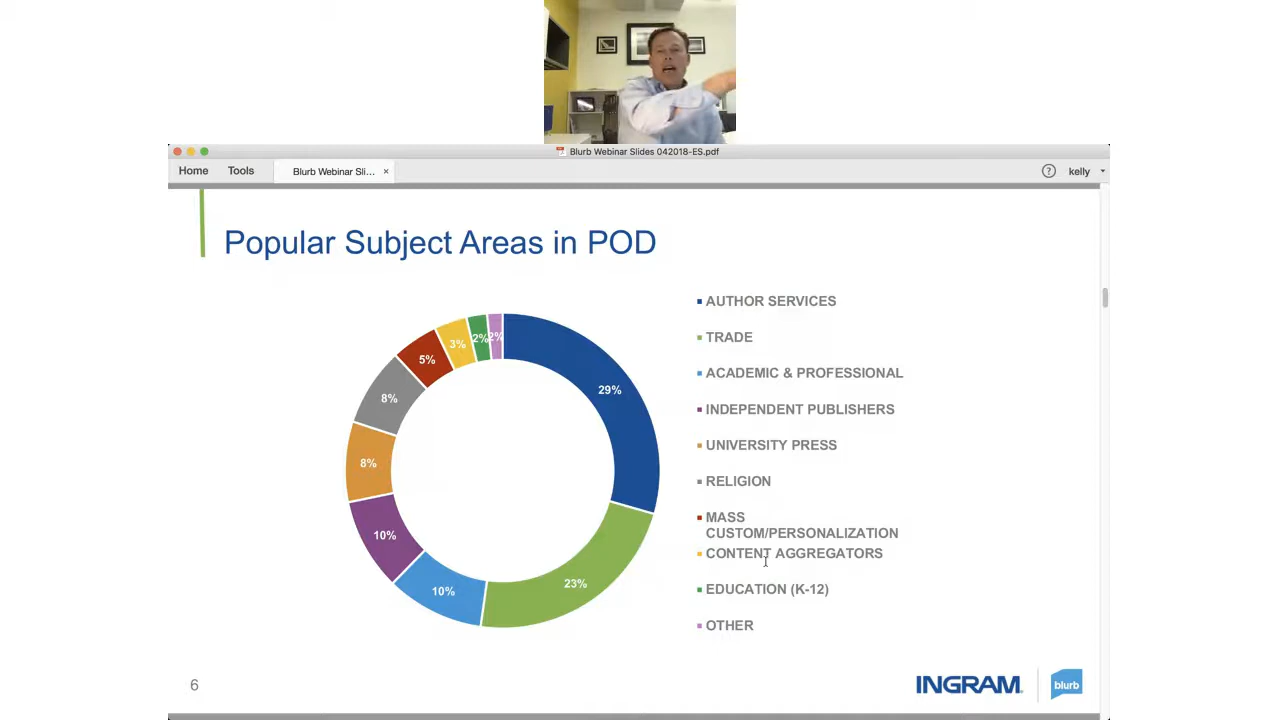 Blurb Webinar Slides 042018-ES.pdf
Home Tools Blurb Webinar Sli... × ? kelly
Popular Subject Areas in POD
AUTHOR SERVICES
TRADE
ACADEMIC & PROFESSIONAL
INDEPENDENT PUBLISHERS
UNIVERSITY PRESS
RELIGION
MASS
CUSTOM/PERSONALIZATION
CONTENT AGGREGATORS
EDUCATION (K-12)
OTHER
29%
23%
10%
10%
8%
8%
5%
3%
2%
2%
6
INGRAM
blurb